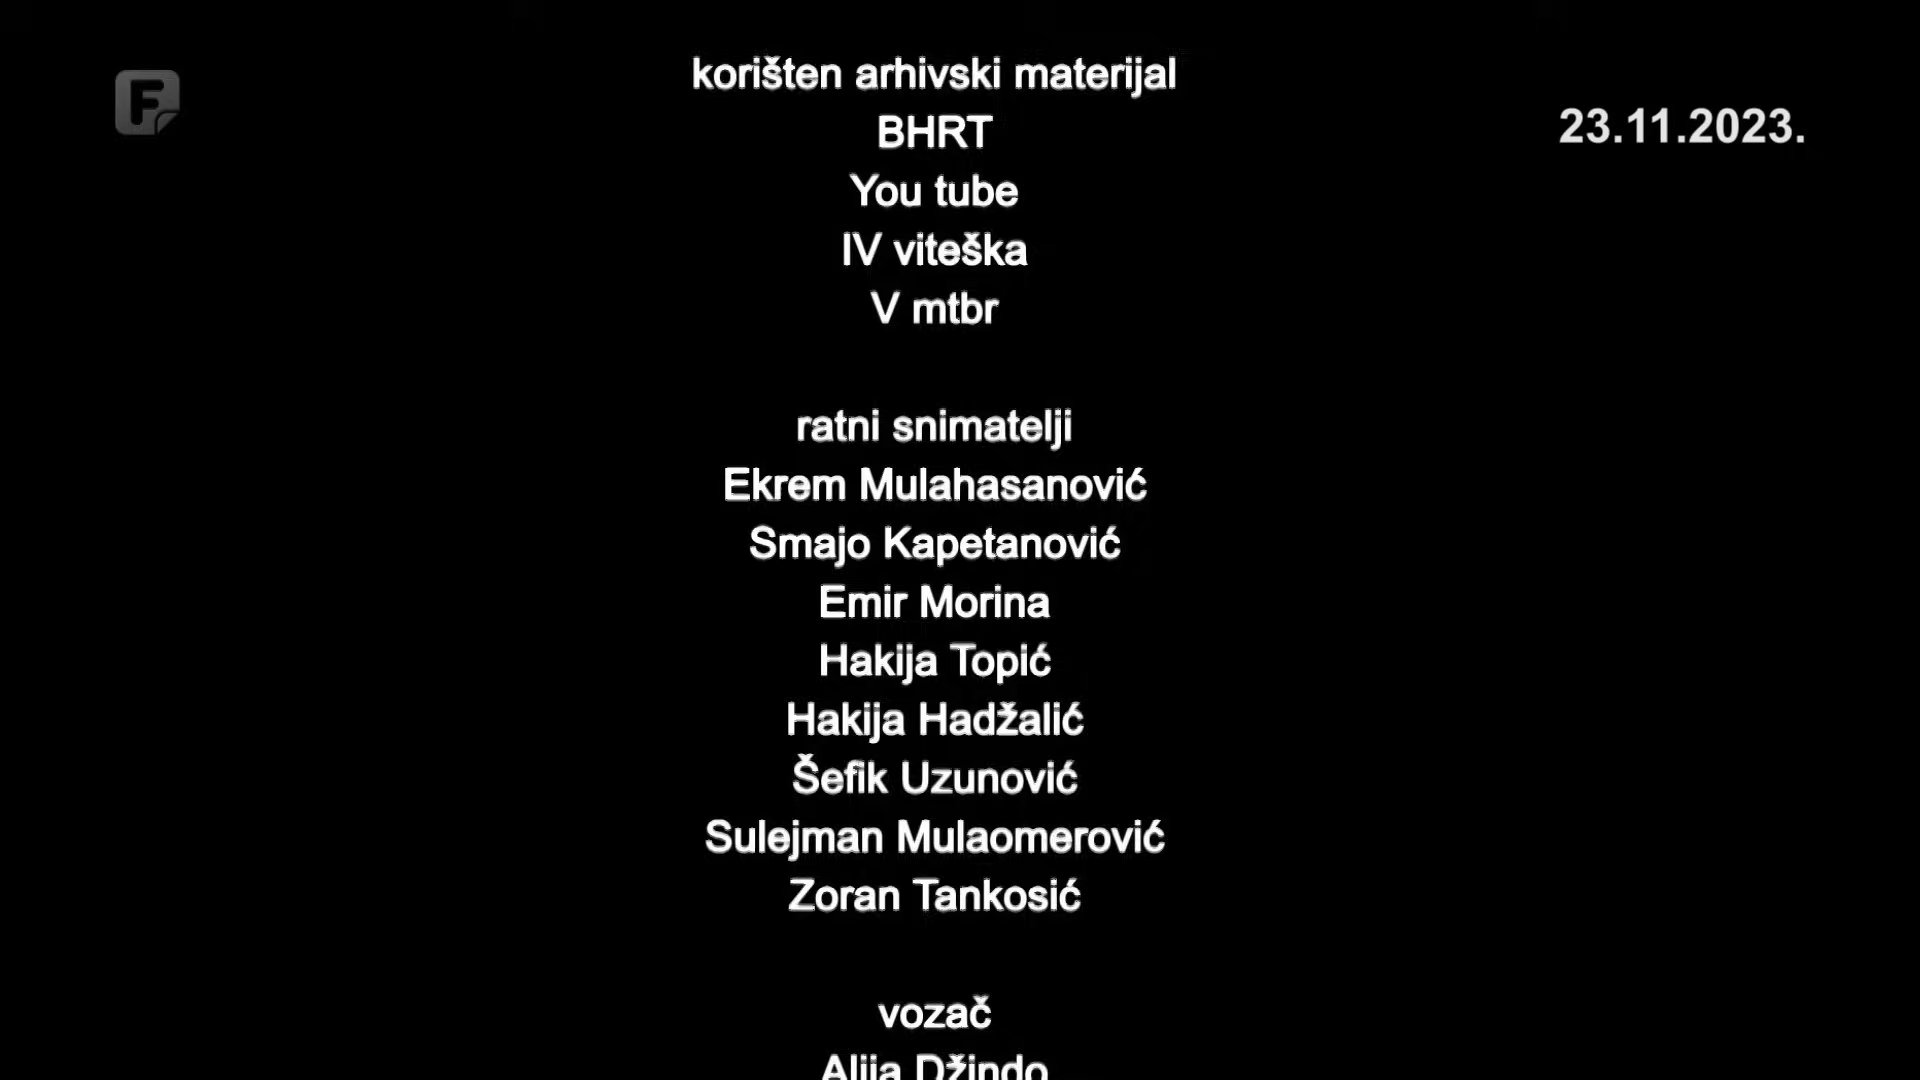 korišten arhivski materijal
F
23.11.2023.
BHRT
You tube
IV viteška
V mtbr
ratni snimatelji
Ekrem Mulahasanović
Smajo Kapetanović
Emir Morina
Hakija Topić
Hakija Hadžalić
Šefik Uzunović
Sulejman Mulaomerović
Zoran Tankosić
vozač
Alija Džindo